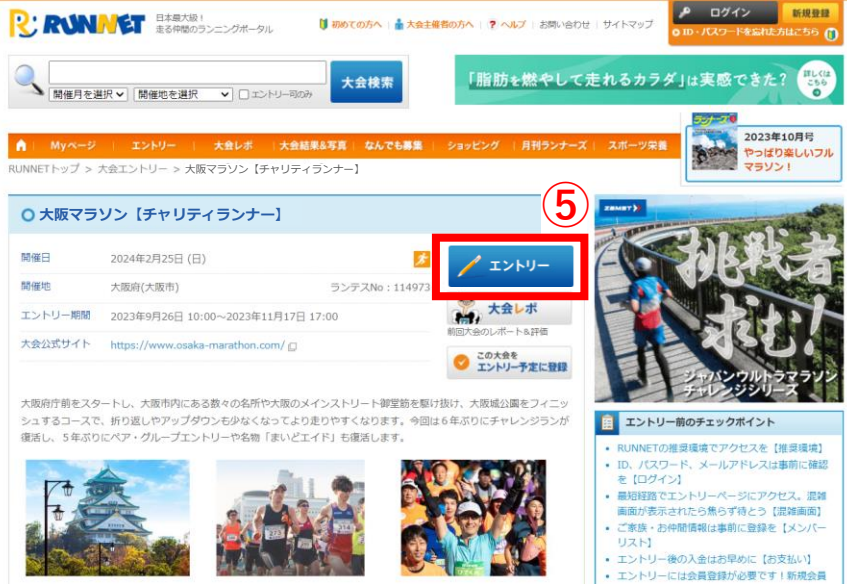 RUNNET
日本最大級！
走る仲間のランニングポータル
初めての方へ
大会主催者の方へ
ヘルプ
お問い合わせ
サイトマップ
ログイン
新規登録
ID・パスワードを忘れた方はこちら
開催月を選択
開催地を選択
エントリー可のみ
大会検索
「脂肪を燃やして走れるカラダ」は実感できた？
詳しくは
こちら
Myページ
エントリー
大会レポ
大会結果&写真
なんでも募集
ショッピング
月刊ランナーズ
スポーツ栄養
ランナーズ
2023年10月号
やっぱり楽しいフル
マラソン！
RUNNETトップ > 大会エントリー > 大阪マラソン【チャリティランナー】
大阪マラソン【チャリティランナー】
⑤
開催日 2024年2月25日 (日)
エントリー
開催地 大阪府(大阪市) ランテスNo：114973
大会レポ
前回大会のレポート&評価
エントリー期間 2023年9月26日 10:00～2023年11月17日 17:00
大会公式サイト https://www.osaka-marathon.com/
この大会を
エントリー予定に登録
大阪府庁前をスタートし、大阪市内にある数々の名所や大阪のメインストリート御堂筋を駆け抜け、大阪城公園をフィニッ
シュするコースで、折り返しやアップダウンも少なくなってより走りやすくなります。今回は６年ぶりにチャレンジランが
復活し、５年ぶりにペア・グループエントリーや名物「まいどエイド」も復活します。
挑戦者
求む!
ジャパンウルトラマラソン
チャレンジシリーズ
エントリー前のチェックポイント
RUNNETの推奨環境でアクセスを【推奨環境】
ID、パスワード、メールアドレスは事前に確認
を【ログイン】
最短経路でエントリーページにアクセス。混雑
画面が表示されたら焦らず待とう【混雑画面】
ご家族・お仲間情報は事前に登録を【メンバー
リスト】
エントリー後の入金はお早めに【お支払い】
エントリーには会員登録が必要です！新規会員